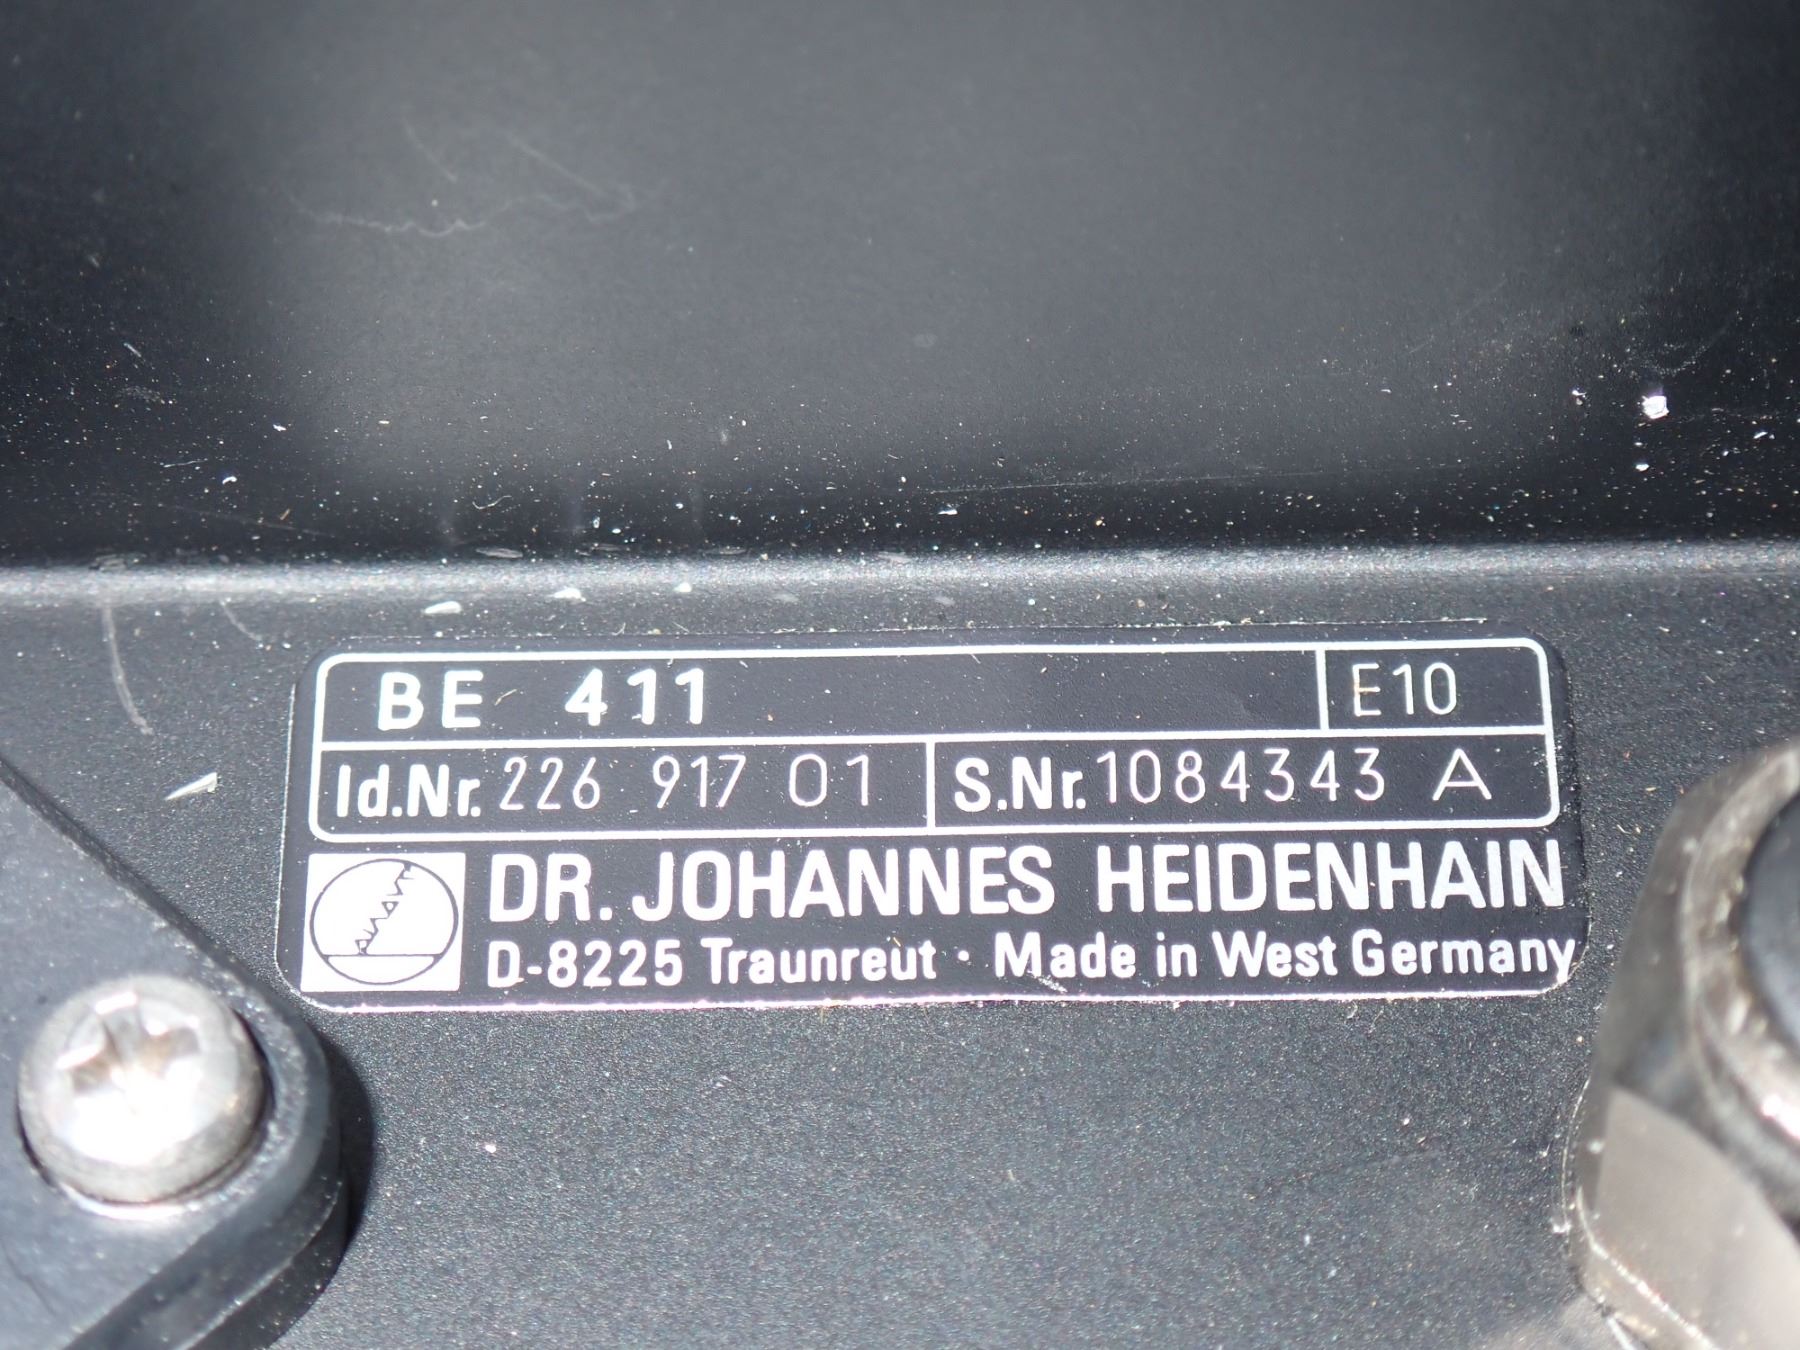 BE 411 E10
Id.Nr. 226 917 01 S.Nr. 1084343 A
DR. JOHANNES HEIDENHAIN
D-8225 Traunreut · Made in West Germany